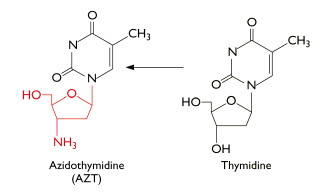 O
CH₃
N
O
N
HO
O
NH₃
Azidothymidine
(AZT)
O
CH₃
N
O
N
HO
O
OH
Thymidine